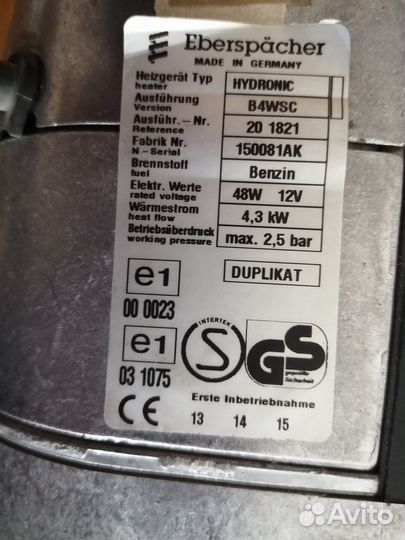 Eberspächer
MADE IN GERMANY
Heizgerät Typ HYDRONIC
heater
Ausführung B4WSC
Version
Ausführ.- Nr. 20 1821
Reference
Fabrik Nr. 150081AK
N.- Serial
Brennstoff Benzin
fuel
Elektr. Werte 48W 12V
rated voltage
Wärmestrom 4,3 kW
heat flow
Betriebsüberdruck max. 2,5 bar
working pressure
e1 DUPLIKAT
00 0023
e1
INTERTEK
S
GS
geprüfte
Sicherheit
03 1075
CE
Erste Inbetriebnahme
13 14 15
Avito